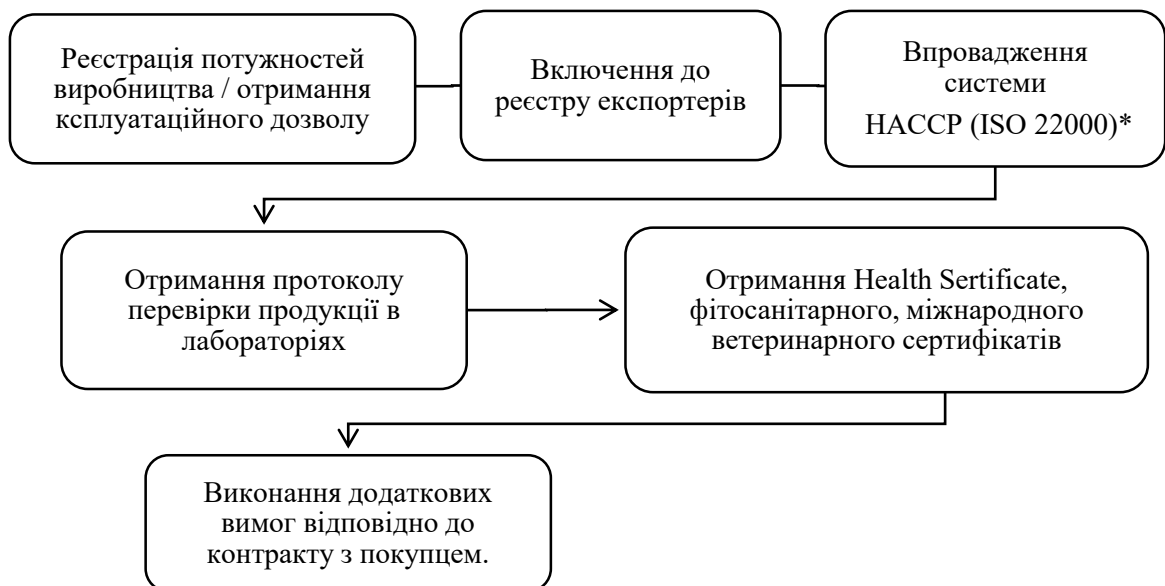 Реєстрація потужностей
виробництва / отримання
ксплуатаційного дозволу
Включення до
реєстру експортерів
Впровадження
системи
НАССР (ISO 22000)*
Отримання протоколу
перевірки продукції в
лабораторіях
Отримання Health Sertificate,
фітосанітарного, міжнародного
ветеринарного сертифікатів
Виконання додаткових
вимог відповідно до
контракту з покупцем.